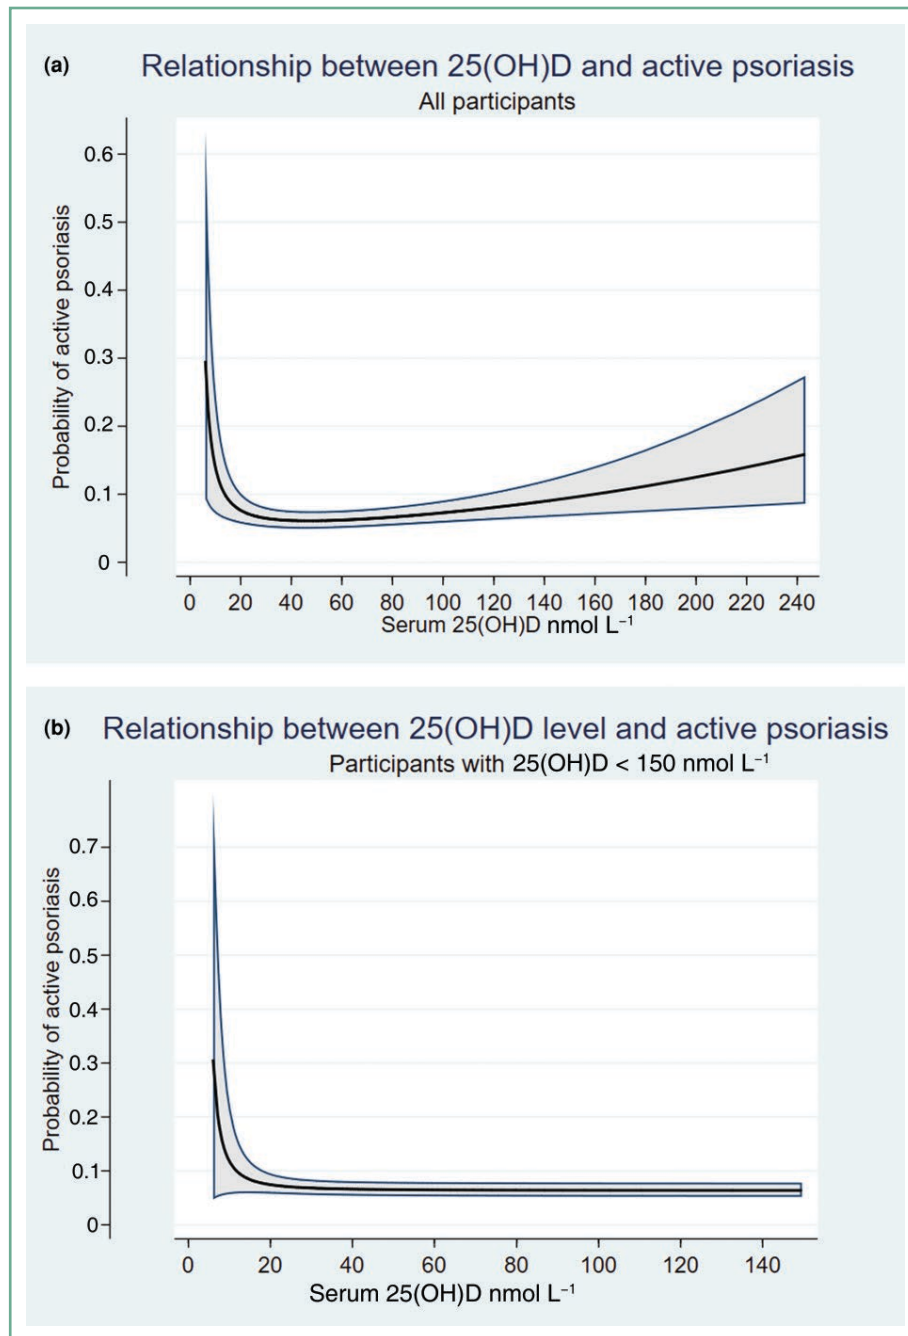 (a) Relationship between 25(OH)D and active psoriasis
All participants
Probability of active psoriasis
0.6
0.5
0.4
0.3
0.2
0.1
0
0 20 40 60 80 100 120 140 160 180 200 220 240
Serum 25(OH)D nmol L⁻¹
(b) Relationship between 25(OH)D level and active psoriasis
Participants with 25(OH)D < 150 nmol L⁻¹
Probability of active psoriasis
0.7
0.6
0.5
0.4
0.3
0.2
0.1
0
0 20 40 60 80 100 120 140
Serum 25(OH)D nmol L⁻¹